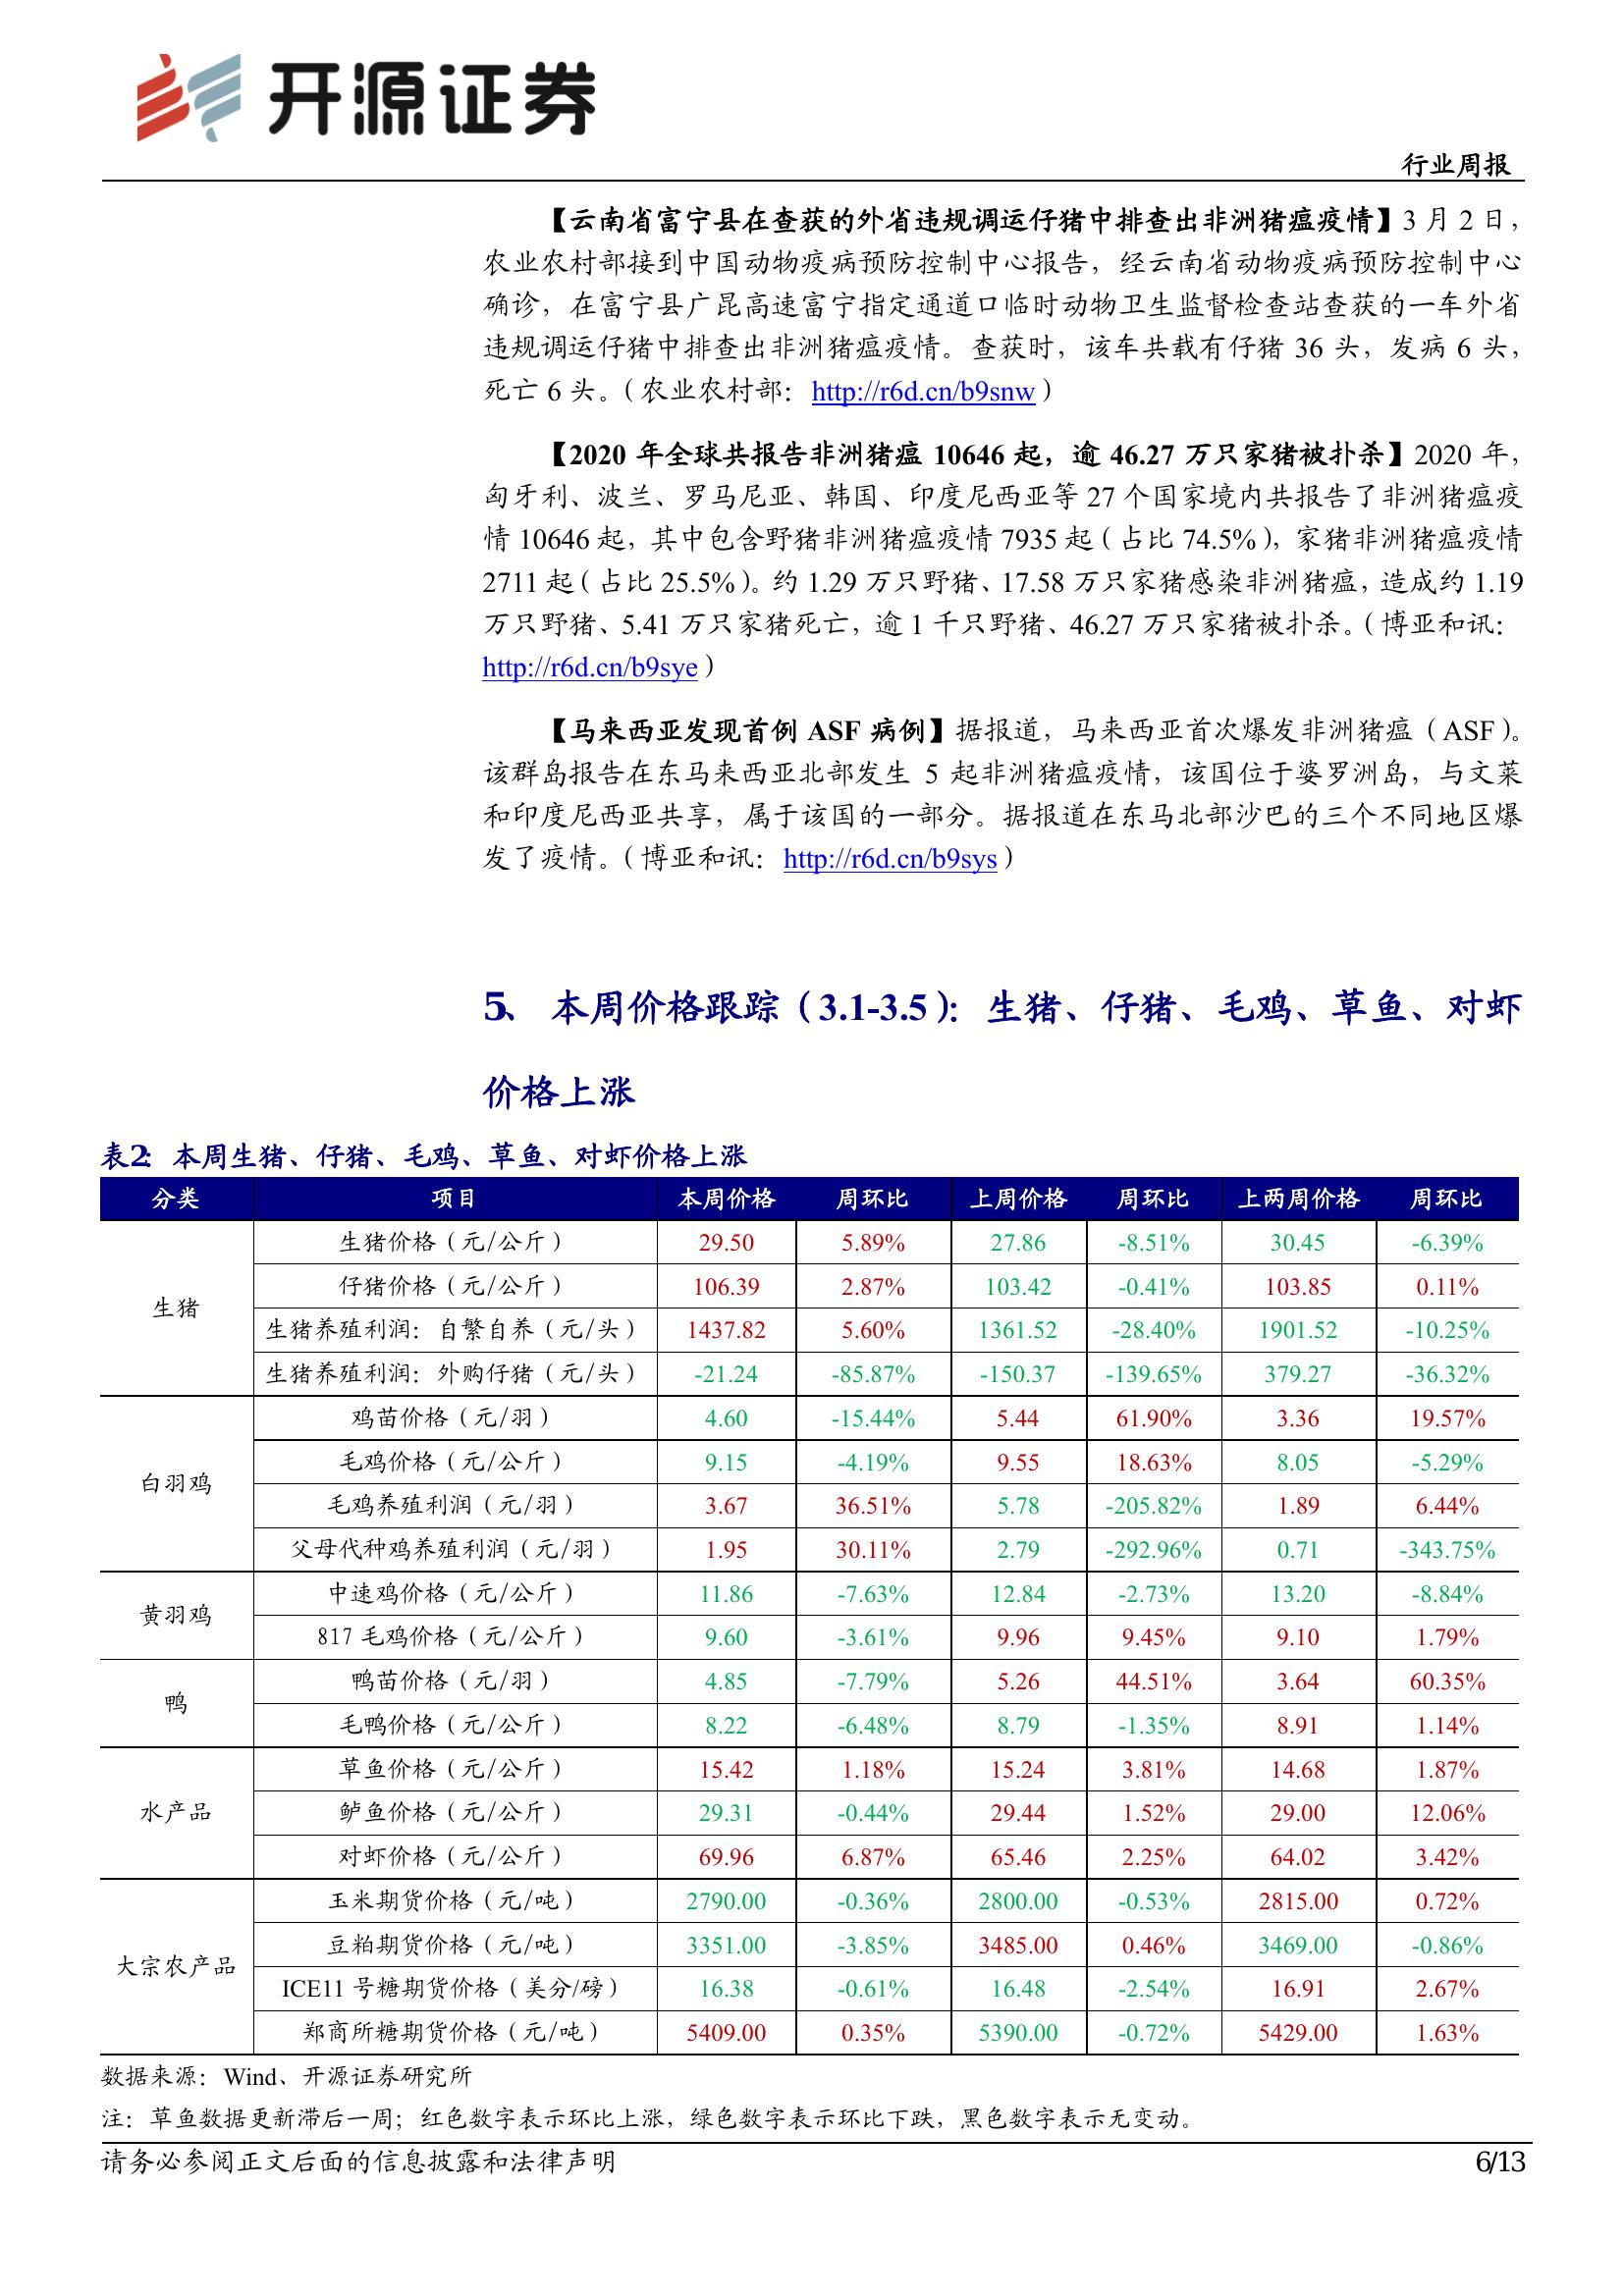 开源证券
行业周报
【云南省富宁县在查获的外省违规调运仔猪中排查出非洲猪瘟疫情】3 月 2 日，
农业农村部接到中国动物疫病预防控制中心报告，经云南省动物疫病预防控制中心
确诊，在富宁县广昆高速富宁指定通道口临时动物卫生监督检查站查获的一车外省
违规调运仔猪中排查出非洲猪瘟疫情。查获时，该车共载有仔猪 36 头，发病 6 头，
死亡 6 头。（农业农村部：http://r6d.cn/b9snw）
【2020 年全球共报告非洲猪瘟 10646 起，逾 46.27 万只家猪被扑杀】2020 年，
匈牙利、波兰、罗马尼亚、韩国、印度尼西亚等 27 个国家境内共报告了非洲猪瘟疫
情 10646 起，其中包含野猪非洲猪瘟疫情 7935 起（占比 74.5%），家猪非洲猪瘟疫情
2711 起（占比 25.5%）。约 1.29 万只野猪、17.58 万只家猪感染非洲猪瘟，造成约 1.19
万只野猪、5.41 万只家猪死亡，逾 1 千只野猪、46.27 万只家猪被扑杀。（博亚和讯：
http://r6d.cn/b9sye）
【马来西亚发现首例 ASF 病例】据报道，马来西亚首次爆发非洲猪瘟（ASF）。
该群岛报告在东马来西亚北部发生 5 起非洲猪瘟疫情，该国位于婆罗洲岛，与文莱
和印度尼西亚共享，属于该国的一部分。据报道在东马北部沙巴的三个不同地区爆
发了疫情。（博亚和讯：http://r6d.cn/b9sys）
5、 本周价格跟踪（3.1-3.5）：生猪、仔猪、毛鸡、草鱼、对虾
价格上涨
表2：本周生猪、仔猪、毛鸡、草鱼、对虾价格上涨
分类 项目 本周价格 周环比 上周价格 周环比 上两周价格 周环比
生猪
生猪价格（元/公斤） 29.50 5.89% 27.86 -8.51% 30.45 -6.39%
仔猪价格（元/公斤） 106.39 2.87% 103.42 -0.41% 103.85 0.11%
生猪养殖利润：自繁自养（元/头） 1437.82 5.60% 1361.52 -28.40% 1901.52 -10.25%
生猪养殖利润：外购仔猪（元/头） -21.24 -85.87% -150.37 -139.65% 379.27 -36.32%
白羽鸡
鸡苗价格（元/羽） 4.60 -15.44% 5.44 61.90% 3.36 19.57%
毛鸡价格（元/公斤） 9.15 -4.19% 9.55 18.63% 8.05 -5.29%
毛鸡养殖利润（元/羽） 3.67 36.51% 5.78 -205.82% 1.89 6.44%
父母代种鸡养殖利润（元/羽） 1.95 30.11% 2.79 -292.96% 0.71 -343.75%
黄羽鸡
中速鸡价格（元/公斤） 11.86 -7.63% 12.84 -2.73% 13.20 -8.84%
817 毛鸡价格（元/公斤） 9.60 -3.61% 9.96 9.45% 9.10 1.79%
鸭
鸭苗价格（元/羽） 4.85 -7.79% 5.26 44.51% 3.64 60.35%
毛鸭价格（元/公斤） 8.22 -6.48% 8.79 -1.35% 8.91 1.14%
水产品
草鱼价格（元/公斤） 15.42 1.18% 15.24 3.81% 14.68 1.87%
鲈鱼价格（元/公斤） 29.31 -0.44% 29.44 1.52% 29.00 12.06%
对虾价格（元/公斤） 69.96 6.87% 65.46 2.25% 64.02 3.42%
大宗农产品
玉米期货价格（元/吨） 2790.00 -0.36% 2800.00 -0.53% 2815.00 0.72%
豆粕期货价格（元/吨） 3351.00 -3.85% 3485.00 0.46% 3469.00 -0.86%
ICE11 号糖期货价格（美分/磅） 16.38 -0.61% 16.48 -2.54% 16.91 2.67%
郑商所糖期货价格（元/吨） 5409.00 0.35% 5390.00 -0.72% 5429.00 1.63%
数据来源：Wind、开源证券研究所
注：草鱼数据更新滞后一周；红色数字表示环比上涨，绿色数字表示环比下跌，黑色数字表示无变动。
请务必参阅正文后面的信息披露和法律声明 6/13